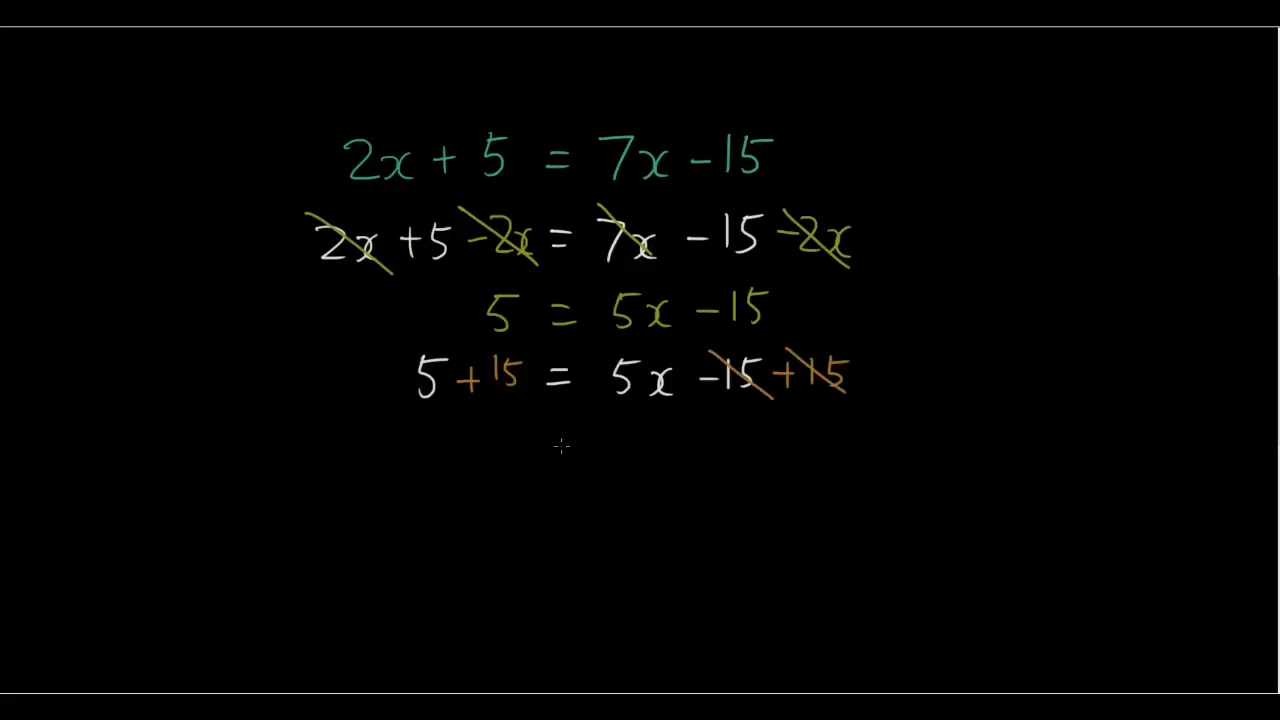 2x + 5 = 7x - 15
2x + 5 - 2x = 7x - 15 - 2x
5 = 5x - 15
5 + 15 = 5x - 15 + 15